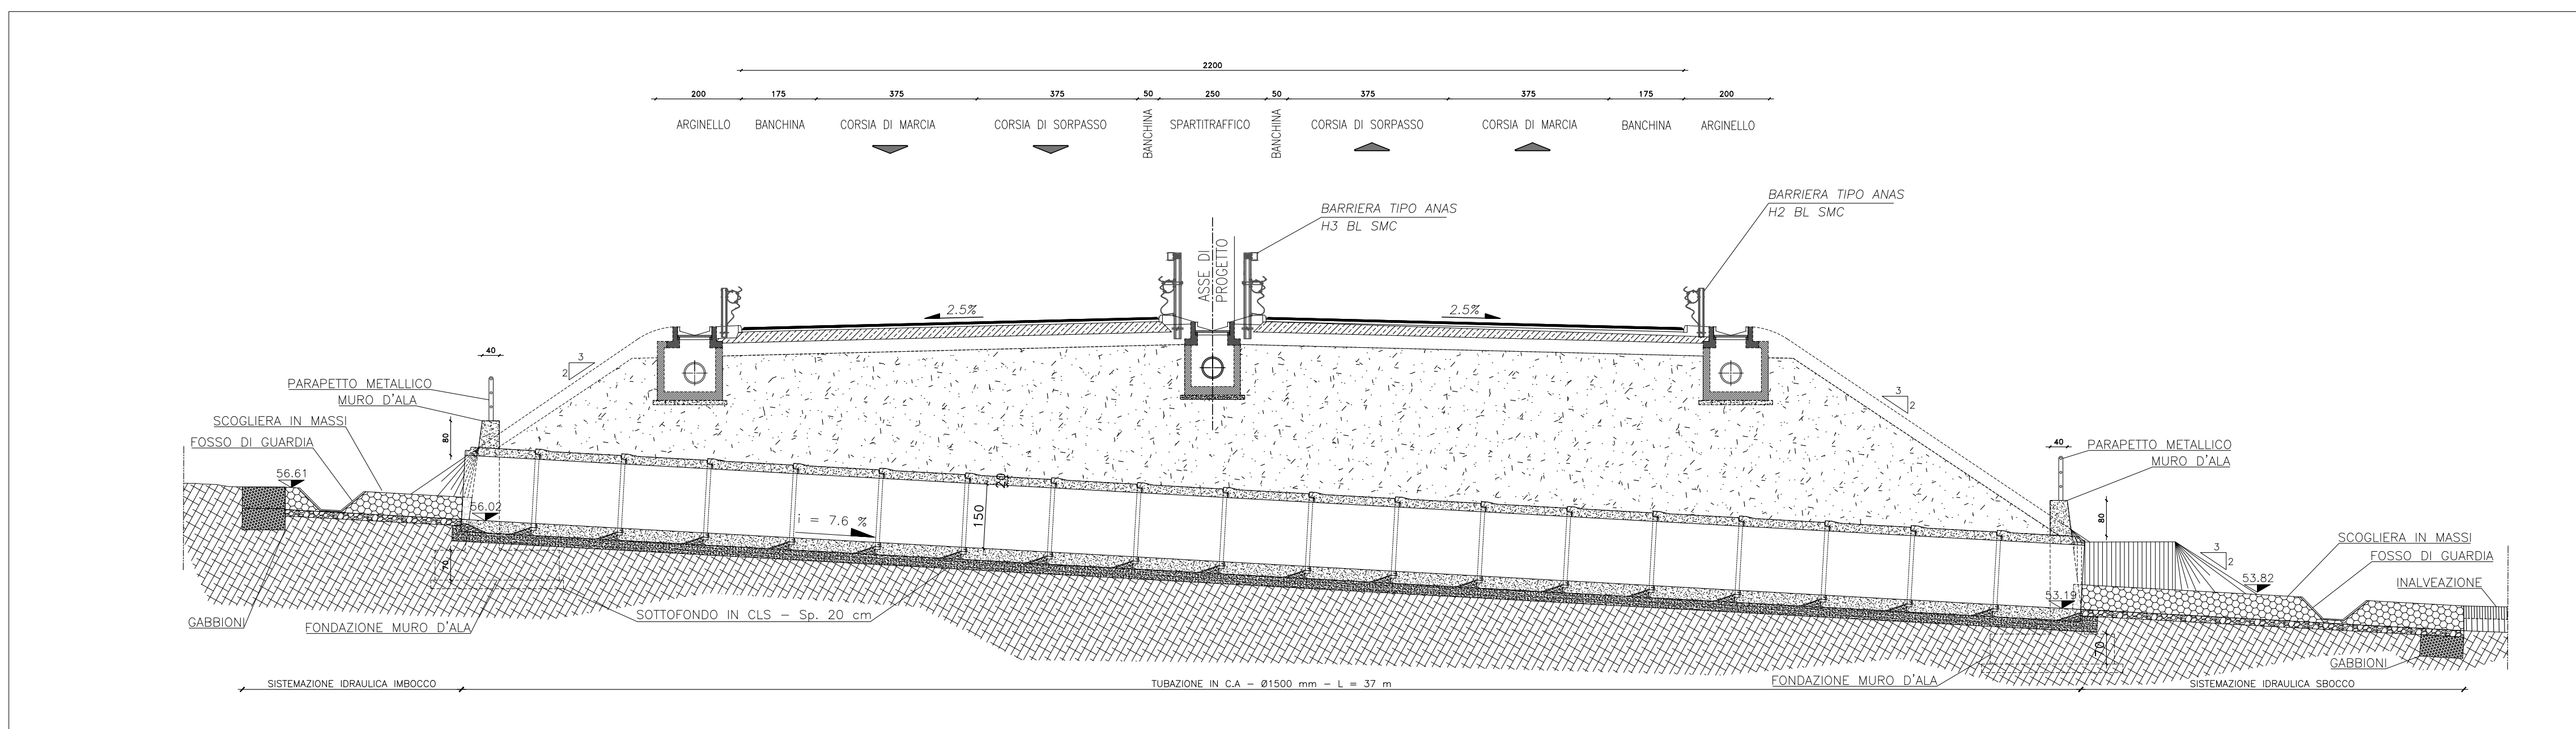 2200
200 175 375 375 50 250 50 375 375 175 200
ARGINELLO BANCHINA CORSIA DI MARCIA CORSIA DI SORPASSO BANCHINA SPARTITRAFFICO BANCHINA CORSIA DI SORPASSO CORSIA DI MARCIA BANCHINA ARGINELLO
BARRIERA TIPO ANAS
H3 BL SMC
BARRIERA TIPO ANAS
H2 BL SMC
ASSE DI
PROGETTO
2.5%
2.5%
40
3
2
PARAPETTO METALLICO
MURO D'ALA
SCOGLIERA IN MASSI
FOSSO DI GUARDIA
80
56.61
56.02
i = 7.6 %
150
20
70
GABBIONI
FONDAZIONE MURO D'ALA
SOTTOFONDO IN CLS - Sp. 20 cm
3
2
40
PARAPETTO METALLICO
MURO D'ALA
80
SCOGLIERA IN MASSI
3
2
FOSSO DI GUARDIA
53.82
INALVEAZIONE
53.19
70
GABBIONI
FONDAZIONE MURO D'ALA
SISTEMAZIONE IDRAULICA IMBOCCO
TUBAZIONE IN C.A - Ø1500 mm - L = 37 m
SISTEMAZIONE IDRAULICA SBOCCO